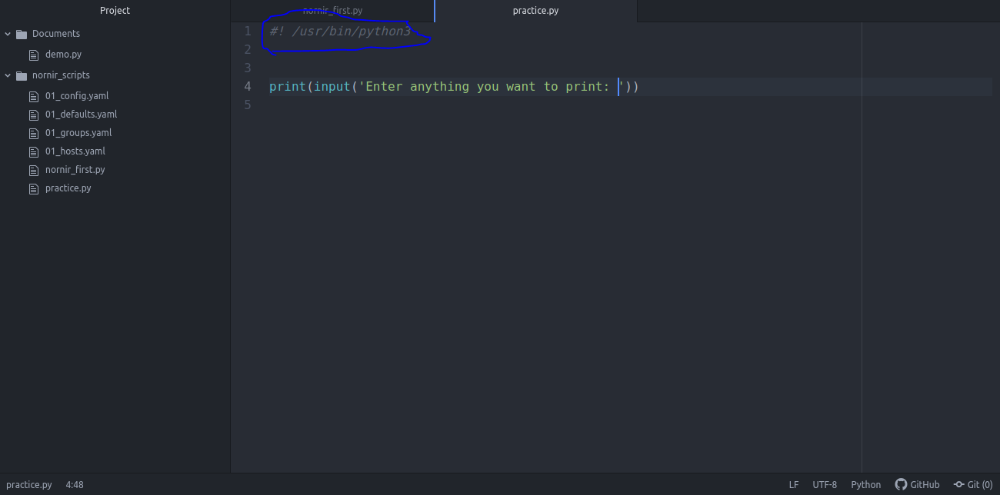 Project
nornir_first.py
practice.py
Documents
demo.py
nornir_scripts
01_config.yaml
01_defaults.yaml
01_groups.yaml
01_hosts.yaml
nornir_first.py
practice.py
1 #! /usr/bin/python3
2
3
4 print(input('Enter anything you want to print: '))
5
practice.py 4:48 LF UTF-8 Python GitHub Git (0)